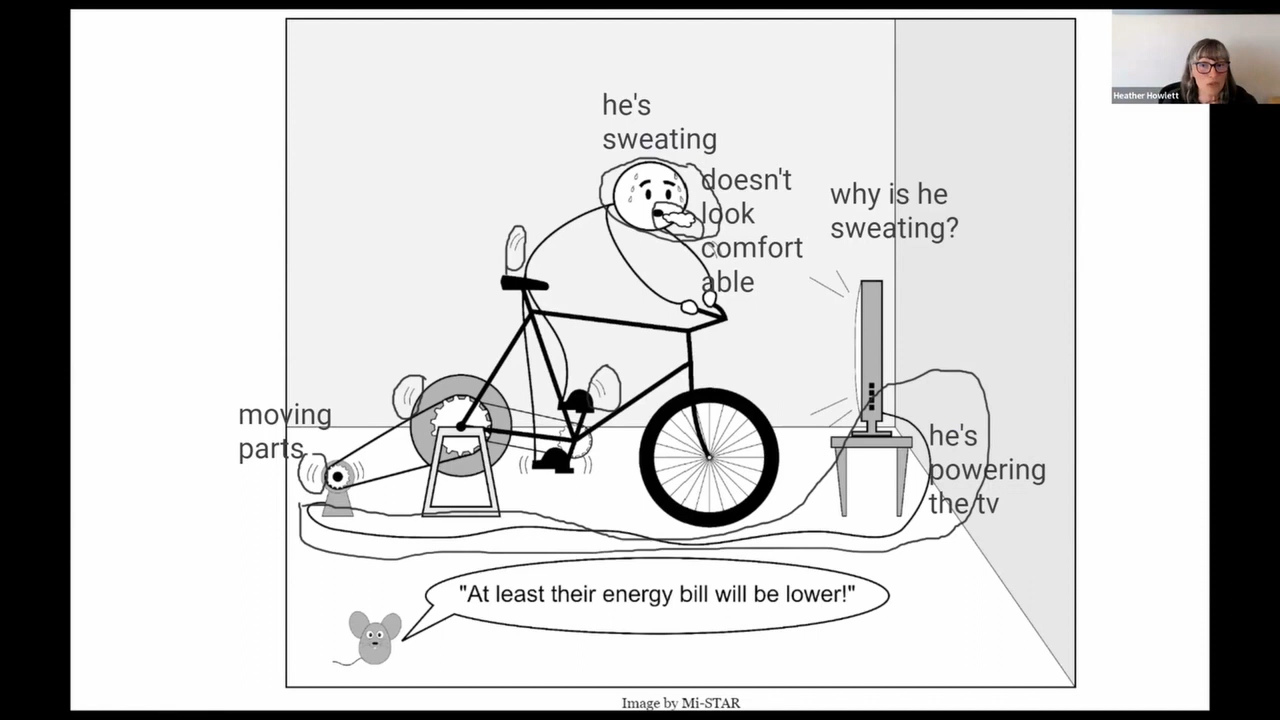 Heather Howlett
he's
sweating
doesn't
look
comfort
able
why is he
sweating?
moving
parts
he's
powering
the tv
"At least their energy bill will be lower!"
Image by Mi-STAR